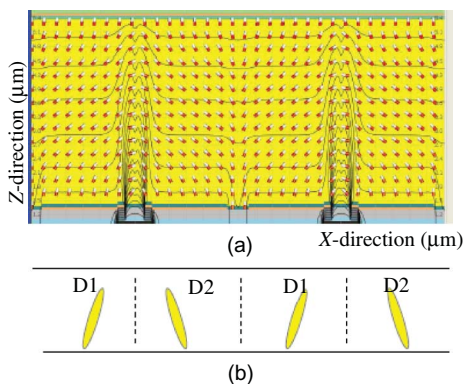 Z-direction (μm)
X-direction (μm)
(a)
D1
D2
D1
D2
(b)